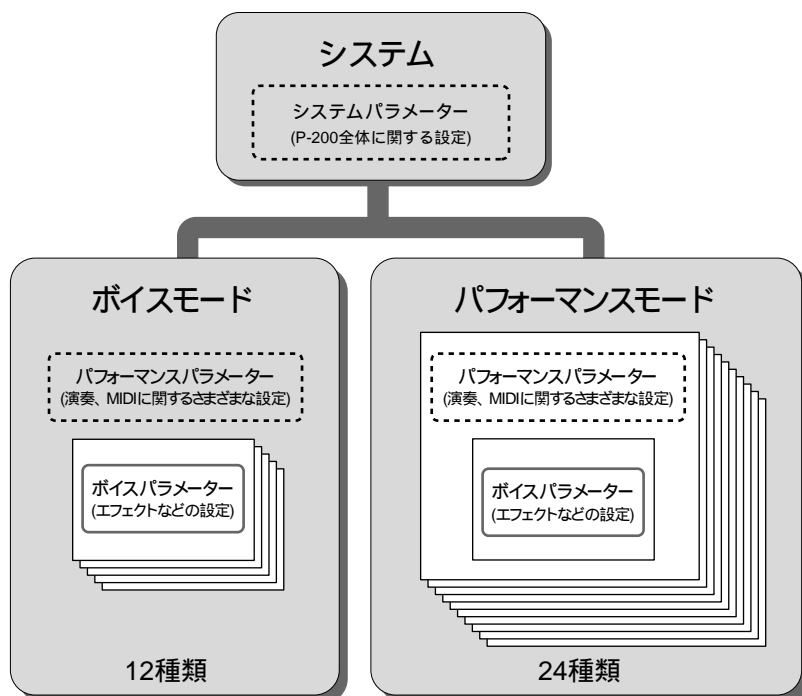 システム
システムパラメーター
(P-200全体に関する設定)
ボイスモード
パフォーマンスパラメーター
(演奏、MIDIに関するさまざまな設定)
ボイスパラメーター
(エフェクトなどの設定)
12種類
パフォーマンスモード
パフォーマンスパラメーター
(演奏、MIDIに関するさまざまな設定)
ボイスパラメーター
(エフェクトなどの設定)
24種類